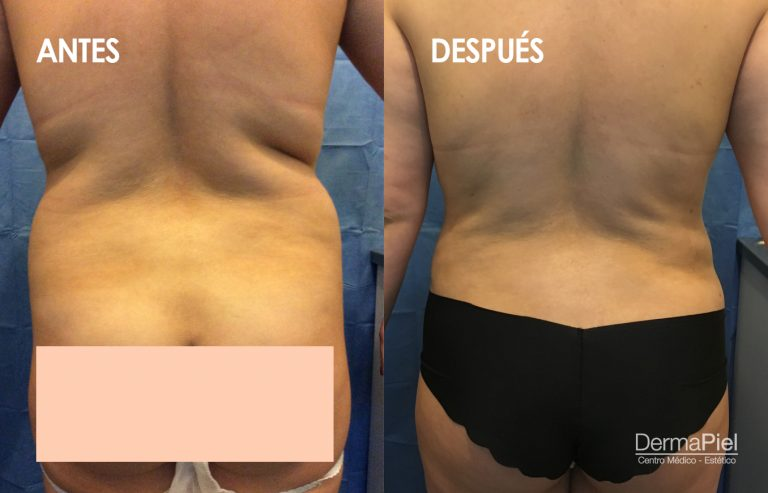 ANTES
DESPUÉS
DermaPiel
Centro Médico - Estético